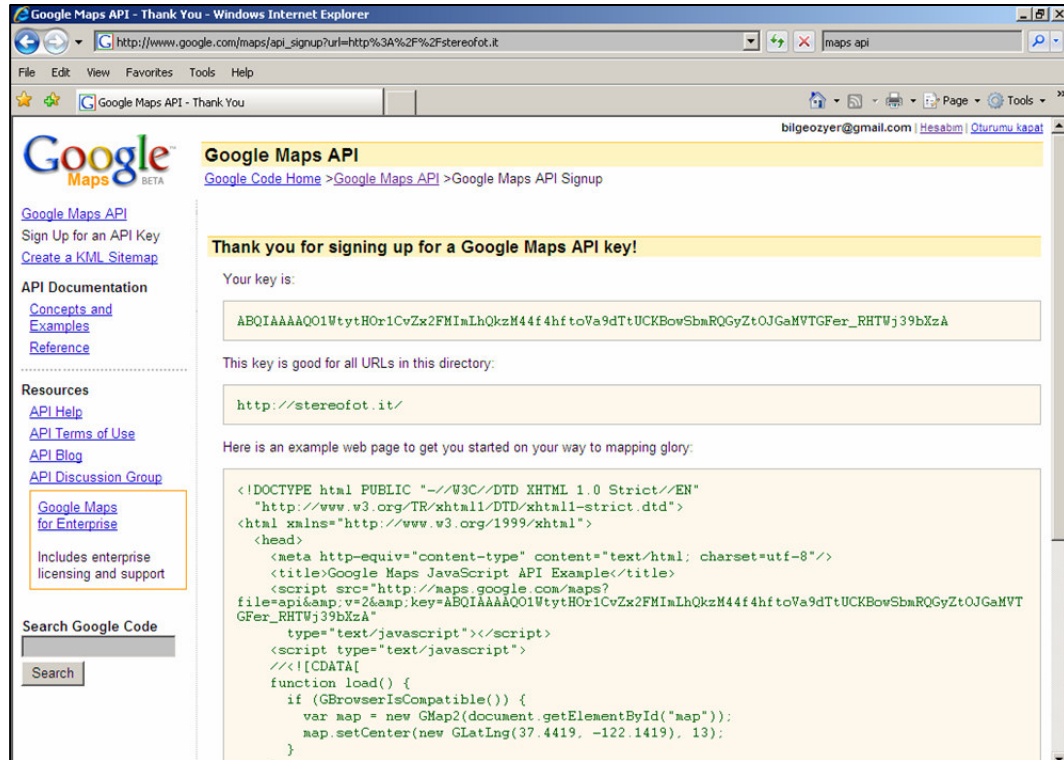 Google Maps API - Thank You - Windows Internet Explorer
http://www.google.com/maps/api_signup?url=http%3A%2F%2Fstereofot.it
maps api
File Edit View Favorites Tools Help
Google Maps API - Thank You
Page Tools »
bilgeozyer@gmail.com | Hesabım | Oturumu kapat
Google™
Maps BETA
Google Maps API
Google Code Home >Google Maps API >Google Maps API Signup
Google Maps API
Sign Up for an API Key
Create a KML Sitemap
API Documentation
Concepts and
Examples
Reference
Resources
API Help
API Terms of Use
API Blog
API Discussion Group
Google Maps
for Enterprise
Includes enterprise
licensing and support
Search Google Code
Search
Thank you for signing up for a Google Maps API key!
Your key is:
ABQIAAAAQO1WtytHOr1CvZx2FMImLhQkzM44f4hftoVa9dTtUCKBowSbmRQGyZtOJGaMVTGFer_RHTWj39bXzA
This key is good for all URLs in this directory:
http://stereofot.it/
Here is an example web page to get you started on your way to mapping glory:
<!DOCTYPE html PUBLIC "-//W3C//DTD XHTML 1.0 Strict//EN"
"http://www.w3.org/TR/xhtml1/DTD/xhtml1-strict.dtd">
<html xmlns="http://www.w3.org/1999/xhtml">
<head>
<meta http-equiv="content-type" content="text/html; charset=utf-8"/>
<title>Google Maps JavaScript API Example</title>
<script src="http://maps.google.com/maps?
file=api&amp;v=2&amp;key=ABQIAAAAQO1WtytHOr1CvZx2FMImLhQkzM44f4hftoVa9dTtUCKBowSbmRQGyZtOJGaMVT
GFer_RHTWj39bXzA"
type="text/javascript"></script>
<script type="text/javascript">
//<![CDATA[
function load() {
if (GBrowserIsCompatible()) {
var map = new GMap2(document.getElementById("map"));
map.setCenter(new GLatLng(37.4419, -122.1419), 13);
}